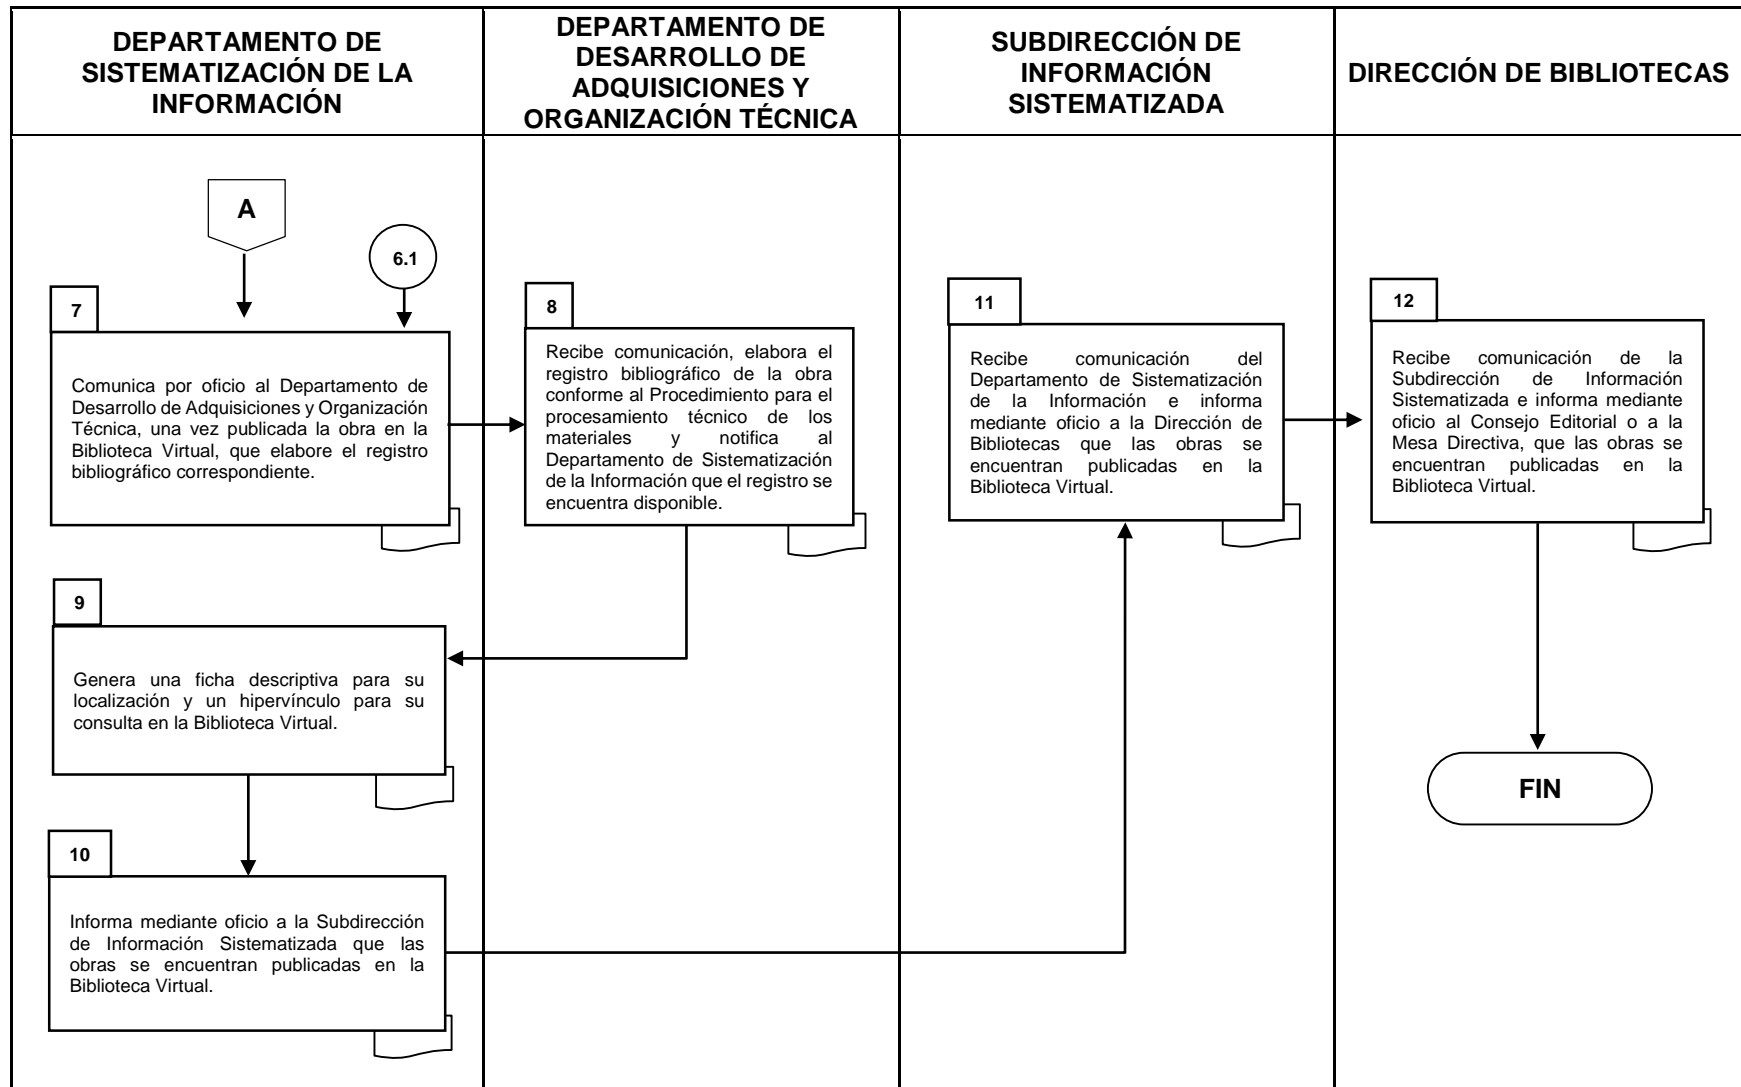 DEPARTAMENTO DE
SISTEMATIZACIÓN DE LA
INFORMACIÓN
DEPARTAMENTO DE
DESARROLLO DE
ADQUISICIONES Y
ORGANIZACIÓN TÉCNICA
SUBDIRECCIÓN DE
INFORMACIÓN
SISTEMATIZADA
DIRECCIÓN DE BIBLIOTECAS
A
6.1
7
Comunica por oficio al Departamento de
Desarrollo de Adquisiciones y Organización
Técnica, una vez publicada la obra en la
Biblioteca Virtual, que elabore el registro
bibliográfico correspondiente.
8
Recibe comunicación, elabora el
registro bibliográfico de la obra
conforme al Procedimiento para el
procesamiento técnico de los
materiales y notifica al
Departamento de Sistematización
de la Información que el registro se
encuentra disponible.
9
Genera una ficha descriptiva para su
localización y un hipervínculo para su
consulta en la Biblioteca Virtual.
10
Informa mediante oficio a la Subdirección
de Información Sistematizada que las
obras se encuentran publicadas en la
Biblioteca Virtual.
11
Recibe comunicación del
Departamento de Sistematización
de la Información e informa
mediante oficio a la Dirección de
Bibliotecas que las obras se
encuentran publicadas en la
Biblioteca Virtual.
12
Recibe comunicación de la
Subdirección de Información
Sistematizada e informa mediante
oficio al Consejo Editorial o a la
Mesa Directiva, que las obras se
encuentran publicadas en la
Biblioteca Virtual.
FIN